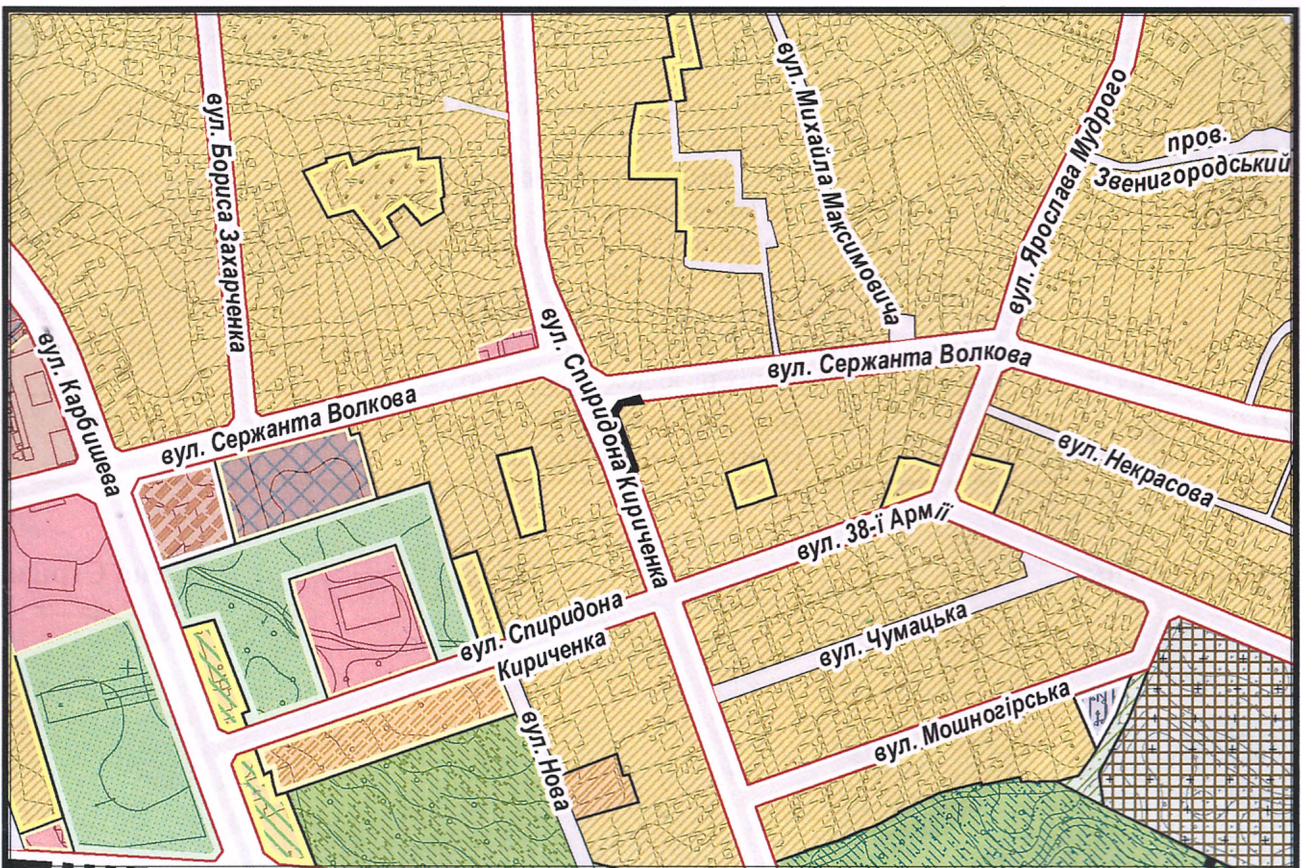 вул. Бориса Захарченка
вул. Михайла Максимовича
вул. Ярослава Мудрого
пров.
Звенигородський
вул. Карбишева
вул. Спиридона Кириченка
вул. Сержанта Волкова
вул. Сержанта Волкова
вул. Некрасова
вул. 38-ї Армії
вул. Спиридона
Кириченка
вул. Чумацька
вул. Мошногірська
вул. Нова